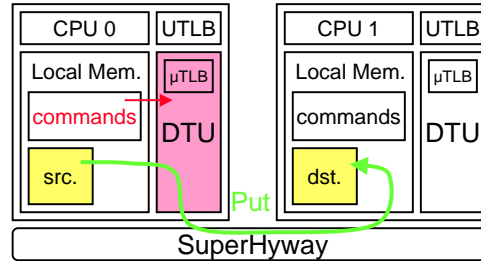 CPU 0 UTLB CPU 1 UTLB
Local Mem. μTLB Local Mem. μTLB
commands DTU commands DTU
src. dst.
Put
SuperHyway